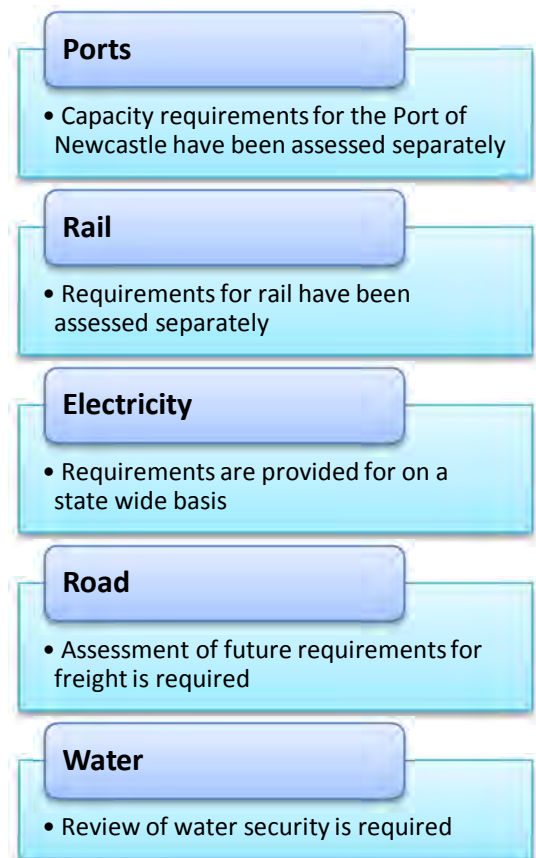 Ports
• Capacity requirements for the Port of
Newcastle have been assessed separately
Rail
• Requirements for rail have been
assessed separately
Electricity
• Requirements are provided for on a
state wide basis
Road
• Assessment of future requirements for
freight is required
Water
• Review of water security is required